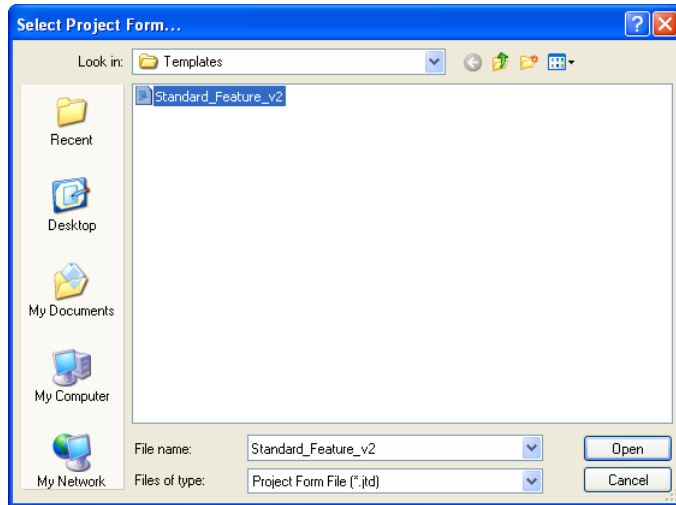 Select Project Form...
Look in:
Templates
Standard_Feature_v2
Recent
Desktop
My Documents
My Computer
My Network
File name:
Standard_Feature_v2
Open
Files of type:
Project Form File (*.jtd)
Cancel